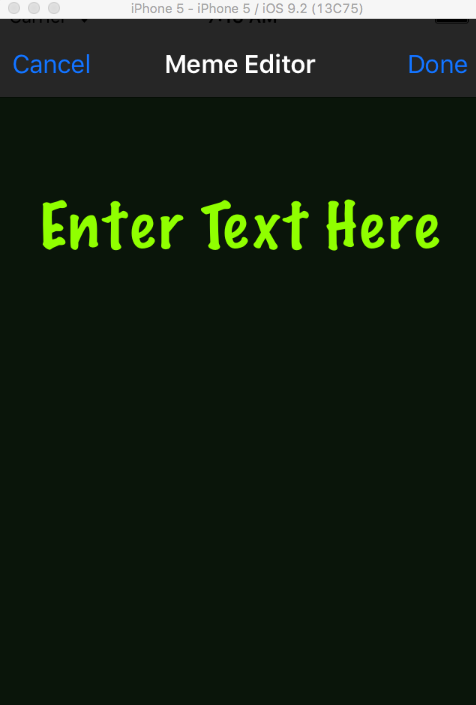 iPhone 5 - iPhone 5 / iOS 9.2 (13C75)
Cancel Meme Editor Done
Enter Text Here